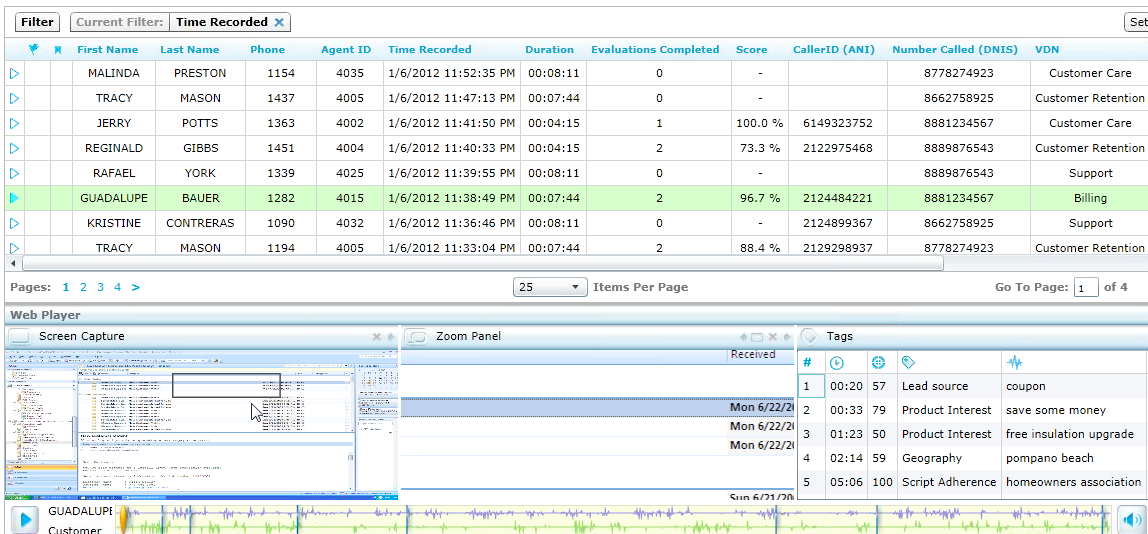 Filter Current Filter: Time Recorded Set
First Name Last Name Phone Agent ID Time Recorded Duration Evaluations Completed Score CallerID (ANI) Number Called (DNIS) VDN
MALINDA PRESTON 1154 4035 1/6/2012 11:52:35 PM 00:08:11 0 - 8778274923 Customer Care
TRACY MASON 1437 4005 1/6/2012 11:47:13 PM 00:07:44 0 - 8662758925 Customer Retention
JERRY POTTS 1363 4002 1/6/2012 11:41:50 PM 00:04:15 1 100.0 % 6149323752 8881234567 Customer Care
REGINALD GIBBS 1451 4004 1/6/2012 11:40:33 PM 00:04:15 2 73.3 % 2122975468 8889876543 Customer Retention
RAFAEL YORK 1339 4025 1/6/2012 11:39:55 PM 00:08:11 0 - 8889876543 Support
GUADALUPE BAUER 1282 4015 1/6/2012 11:38:49 PM 00:07:44 2 96.7 % 2124484221 8881234567 Billing
KRISTINE CONTRERAS 1090 4032 1/6/2012 11:36:46 PM 00:08:11 0 - 2124899367 8662758925 Support
TRACY MASON 1194 4005 1/6/2012 11:33:04 PM 00:07:44 2 88.4 % 2129298937 8778274923 Customer Retention
Pages: 1 2 3 4 > 25 Items Per Page Go To Page: 1 of 4
Web Player
Screen Capture Zoom Panel Tags
Received
#
1 00:20 57 Lead source coupon
Mon 6/22/20
2 00:33 79 Product Interest save some money
Mon 6/22/20
3 01:23 50 Product Interest free insulation upgrade
Mon 6/22/20
4 02:14 59 Geography pompano beach
5 05:06 100 Script Adherence homeowners association
Sun 6/21/20
GUADALUPE
Customer